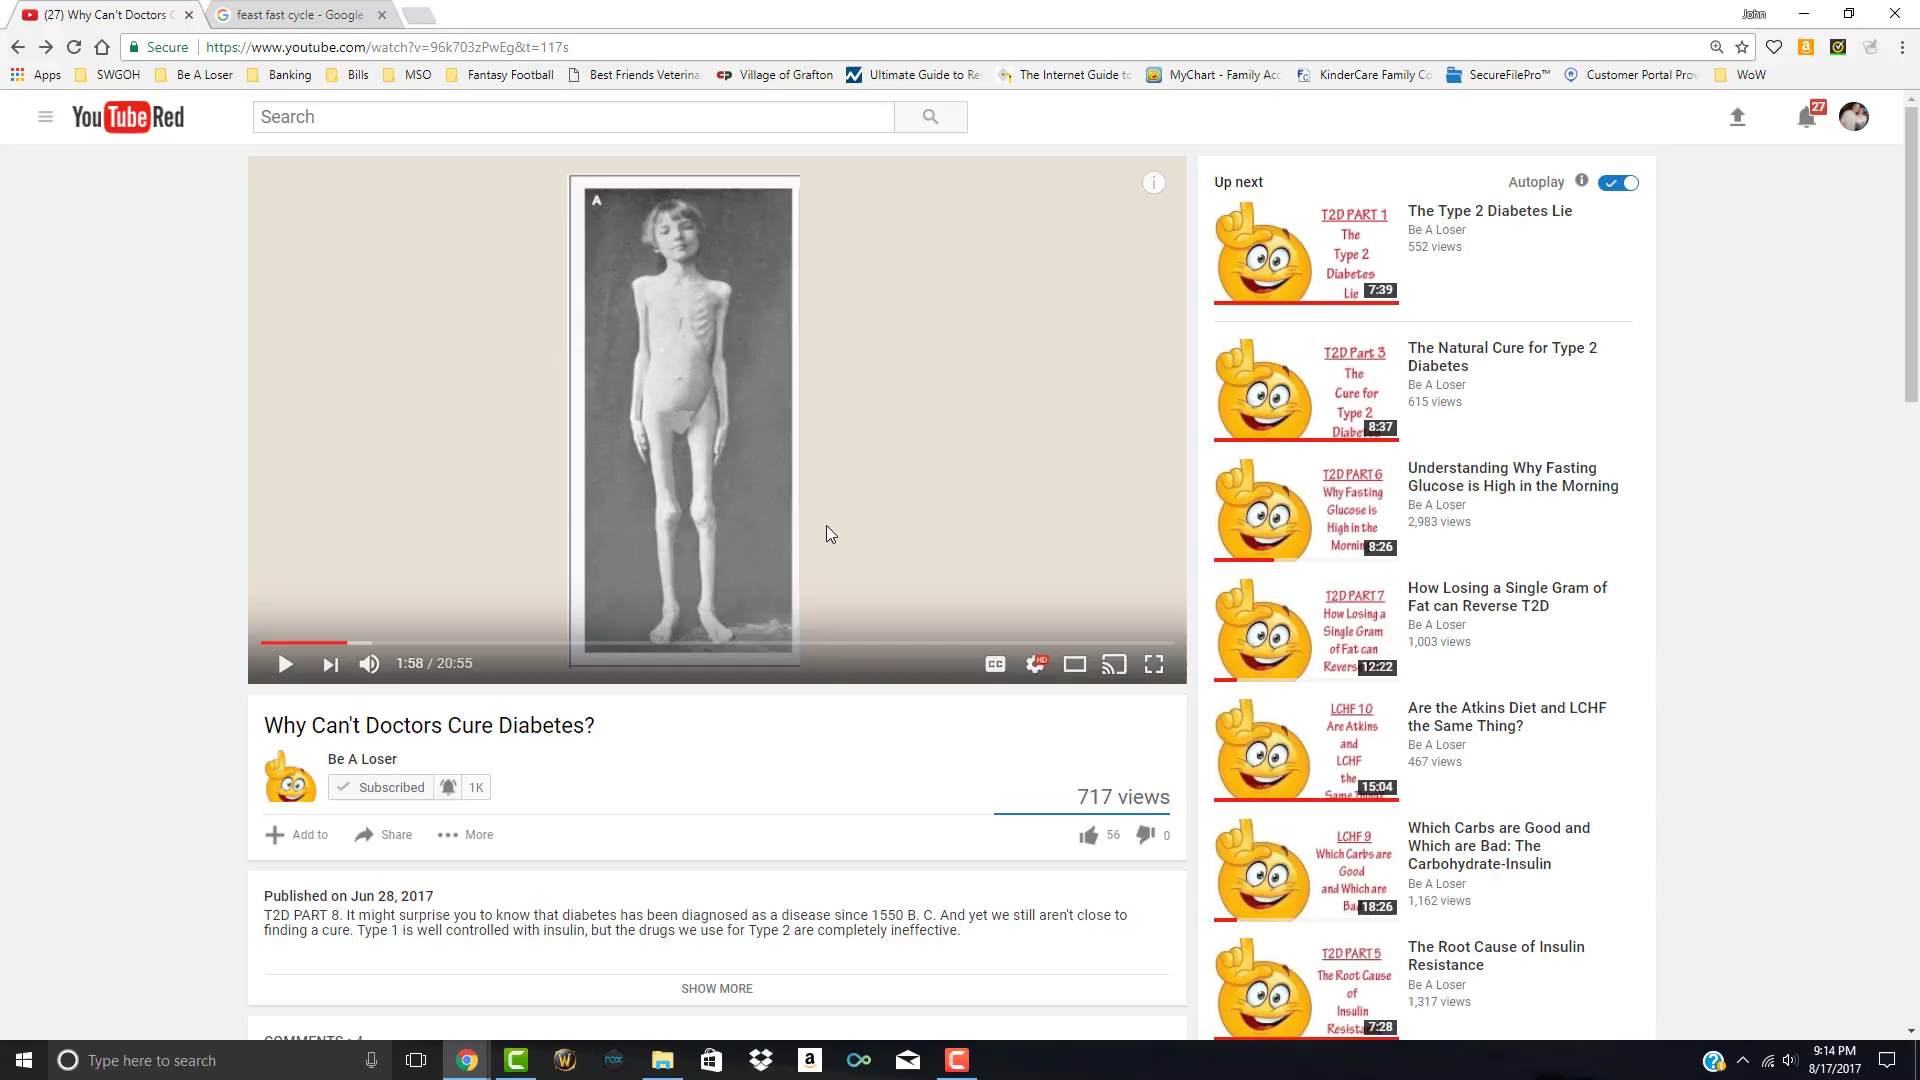 (27) Why Can't Doctors C
feast fast cycle - Google
John
Secure
https://www.youtube.com/watch?v=96k703zPwEg&t=117s
Apps
SWGOH
Be A Loser
Banking
Bills
MSO
Fantasy Football
Best Friends Veterina
Village of Grafton
Ultimate Guide to Re
The Internet Guide to
MyChart - Family Acc
KinderCare Family Co
SecureFilePro™
Customer Portal Prov
WoW
YouTube Red
Search
27
A
1:58 / 20:55
CC
HD
Why Can't Doctors Cure Diabetes?
Be A Loser
Subscribed
1K
717 views
Add to
Share
More
56
0
Published on Jun 28, 2017
T2D PART 8. It might surprise you to know that diabetes has been diagnosed as a disease since 1550 B. C. And yet we still aren't close to
finding a cure. Type 1 is well controlled with insulin, but the drugs we use for Type 2 are completely ineffective.
SHOW MORE
COMMENTS • 4
Up next
Autoplay
T2D PART 1
The
Type 2
Diabetes
Lie
7:39
The Type 2 Diabetes Lie
Be A Loser
552 views
T2D Part 3
The
Cure for
Type 2
Diabe
8:37
The Natural Cure for Type 2
Diabetes
Be A Loser
615 views
T2D PART 6
Why Fasting
Glucose is
High in the
Mornin
8:26
Understanding Why Fasting
Glucose is High in the Morning
Be A Loser
2,983 views
T2D PART 7
How Losing a
Single Gram
of Fat can
Revers
12:22
How Losing a Single Gram of
Fat can Reverse T2D
Be A Loser
1,003 views
LCHF 10
Are Atkins
and
LCHF
the
Same
15:04
Are the Atkins Diet and LCHF
the Same Thing?
Be A Loser
467 views
LCHF 9
Which Carbs are
Good
and Which are
Ba
18:26
Which Carbs are Good and
Which are Bad: The
Carbohydrate-Insulin
Be A Loser
1,162 views
T2D PART 5
The Root Cause
of
Insulin
Resista
7:28
The Root Cause of Insulin
Resistance
Be A Loser
1,317 views
Type here to search
nox
9:14 PM
8/17/2017